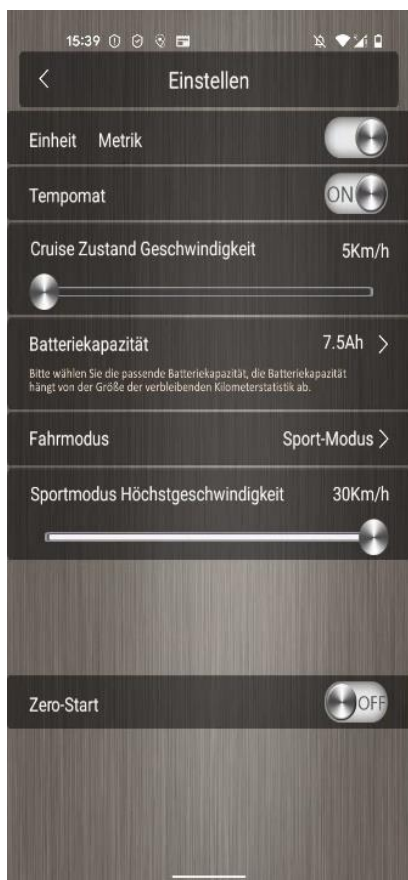 15:39
Einstellen
Einheit Metrik
Tempomat ON
Cruise Zustand Geschwindigkeit 5Km/h
Batteriekapazität 7.5Ah
Bitte wählen Sie die passende Batteriekapazität, die Batteriekapazität
hängt von der Größe der verbleibenden Kilometerstatistik ab.
Fahrmodus Sport-Modus
Sportmodus Höchstgeschwindigkeit 30Km/h
Zero-Start OFF